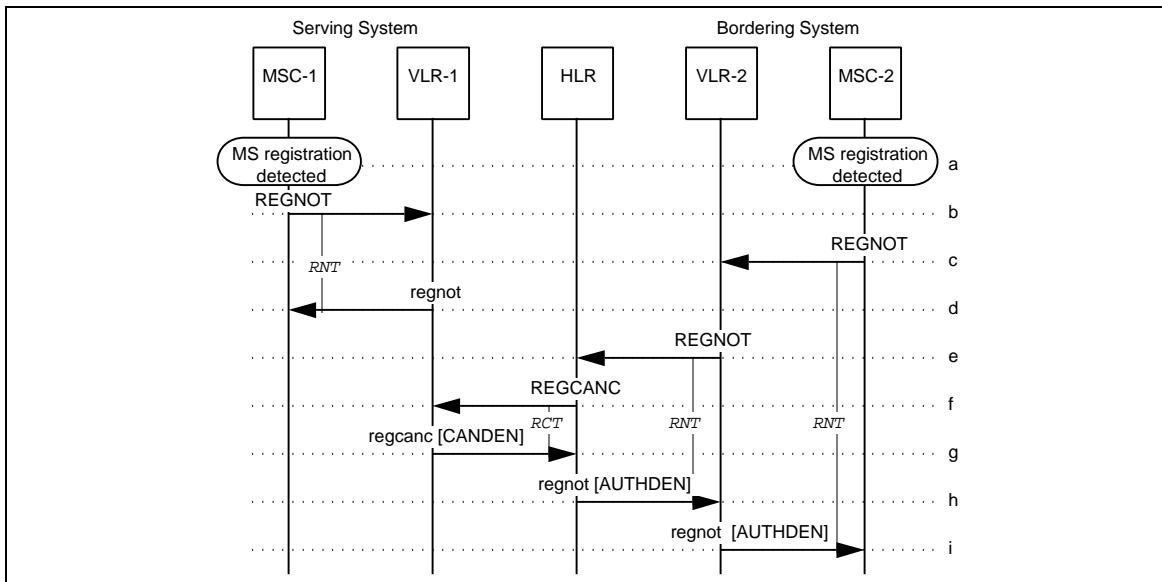 Serving System
Bordering System
MSC-1
VLR-1
HLR
VLR-2
MSC-2
MS registration
detected
MS registration
detected
a
REGNOT
b
REGNOT
c
RNT
regnot
d
REGNOT
e
REGCANC
f
RCT
RNT
RNT
regcanc [CANDEN]
g
regnot [AUTHDEN]
h
regnot [AUTHDEN]
i